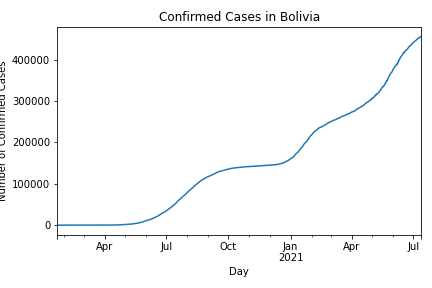 Confirmed Cases in Bolivia
Number of Confirmed Cases
400000
300000
200000
100000
0
Apr Jul Oct Jan Apr Jul
2021
Day